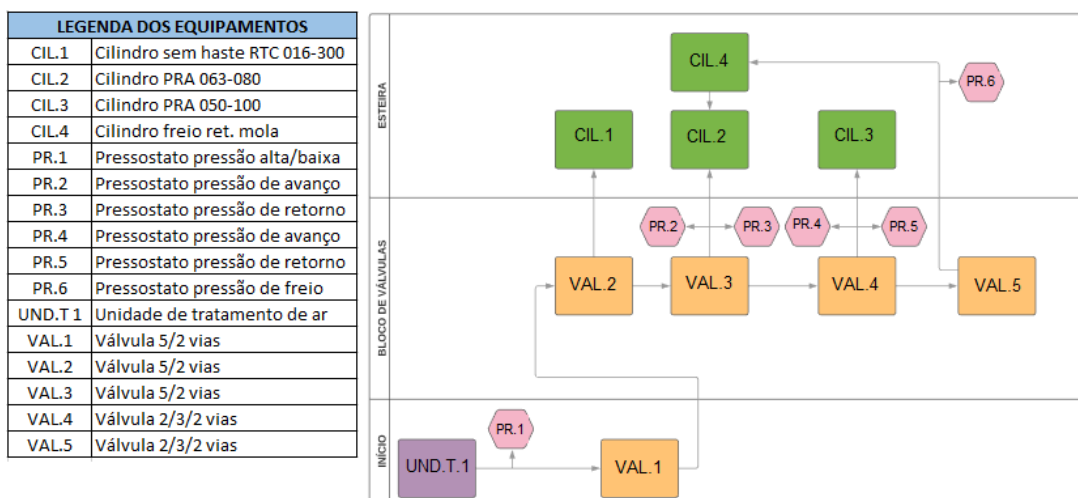 LEGENDA DOS EQUIPAMENTOS
CIL.1 Cilindro sem haste RTC 016-300
CIL.2 Cilindro PRA 063-080
CIL.3 Cilindro PRA 050-100
CIL.4 Cilindro freio ret. mola
PR.1 Pressostato pressão alta/baixa
PR.2 Pressostato pressão de avanço
PR.3 Pressostato pressão de retorno
PR.4 Pressostato pressão de avanço
PR.5 Pressostato pressão de retorno
PR.6 Pressostato pressão de freio
UND.T 1 Unidade de tratamento de ar
VAL.1 Válvula 5/2 vias
VAL.2 Válvula 5/2 vias
VAL.3 Válvula 5/2 vias
VAL.4 Válvula 2/3/2 vias
VAL.5 Válvula 2/3/2 vias
ESTEIRA
CIL.4
PR.6
CIL.1
CIL.2
CIL.3
BLOCO DE VÁLVULAS
PR.2
PR.3
PR.4
PR.5
VAL.2
VAL.3
VAL.4
VAL.5
INÍCIO
PR.1
UND.T.1
VAL.1